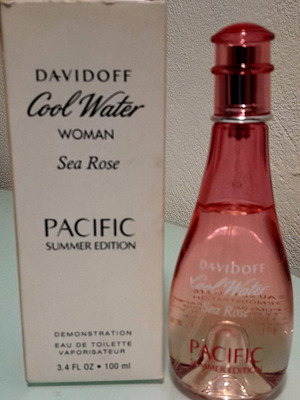 DAVIDOFF
Cool Water
WOMAN
Sea Rose
PACIFIC
SUMMER EDITION
DEMONSTRATION
EAU DE TOILETTE
VAPORISATEUR
3.4 FL OZ • 100 ml
DAVIDOFF
Cool Water
Sea Rose
PACIFIC
SUMMER EDITION